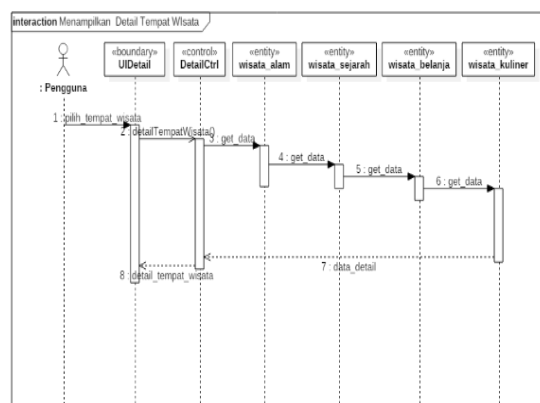 interaction Menampilkan Detail Tempat WIsata
«boundary» «control» «entity» «entity» «entity» «entity»
UIDetail DetailCtrl wisata_alam wisata_sejarah wisata_belanja wisata_kuliner
: Pengguna
1 : pilih_tempat_wisata
2 : detailTempatWisata()
3 : get_data
4 : get_data
5 : get_data
6 : get_data
7 : data_detail
8 : detail_tempat_wisata